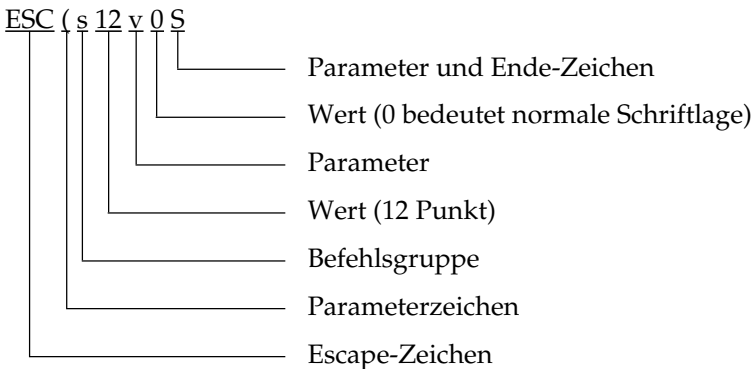 ESC ( s 12 v 0 S
Parameter und Ende-Zeichen
Wert (0 bedeutet normale Schriftlage)
Parameter
Wert (12 Punkt)
Befehlsgruppe
Parameterzeichen
Escape-Zeichen